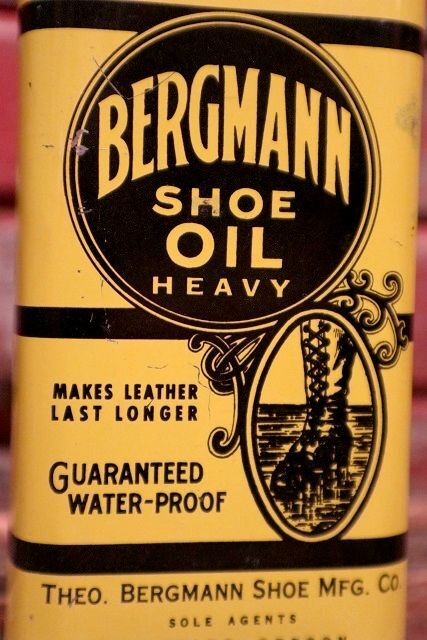 BERGMANN
SHOE
OIL
HEAVY
MAKES LEATHER
LAST LONGER
GUARANTEED
WATER-PROOF
THEO. BERGMANN SHOE MFG. CO.
SOLE AGENTS